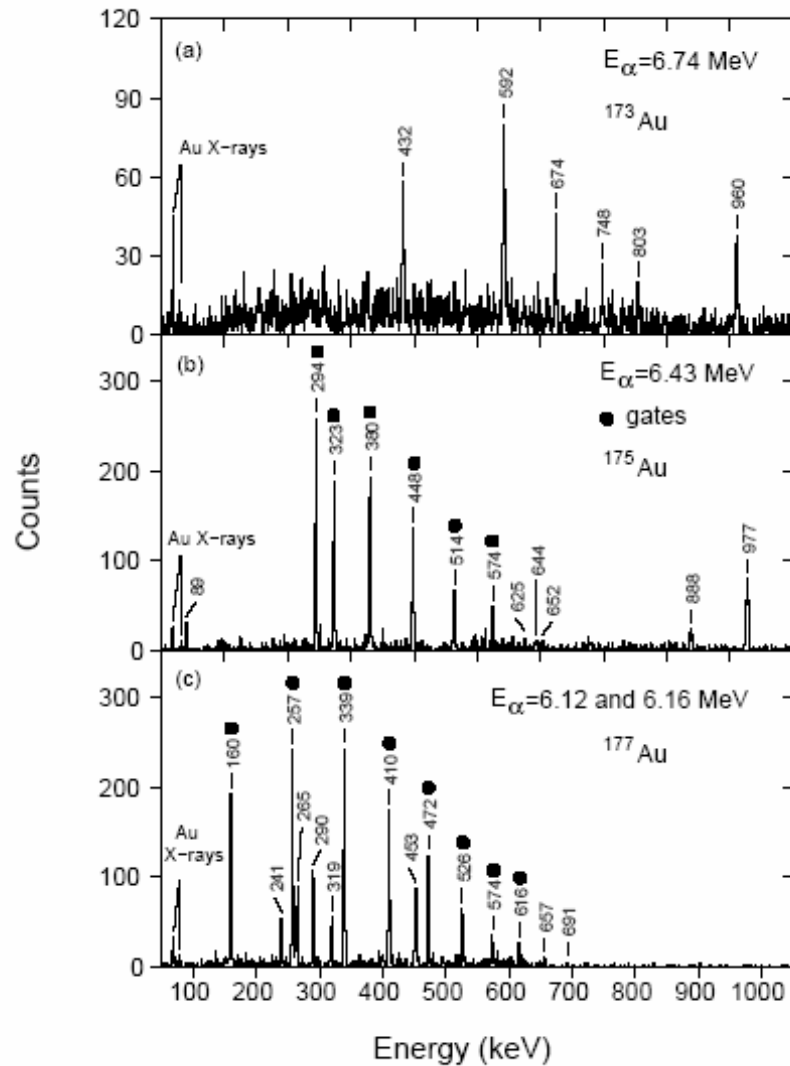 120
(a)
Eα=6.74 MeV
173Au
90
60
30
0
Au X-rays
432
592
674
748
803
960
300
(b)
Eα=6.43 MeV
● gates
175Au
200
100
0
Au X-rays
89
294
323
380
448
514
574
625
644
652
888
977
300
(c)
Eα=6.12 and 6.16 MeV
177Au
200
100
0
Au
X-rays
160
241
257
265
290
319
339
410
453
472
526
574
616
657
691
100 200 300 400 500 600 700 800 900 1000
Counts
Energy (keV)